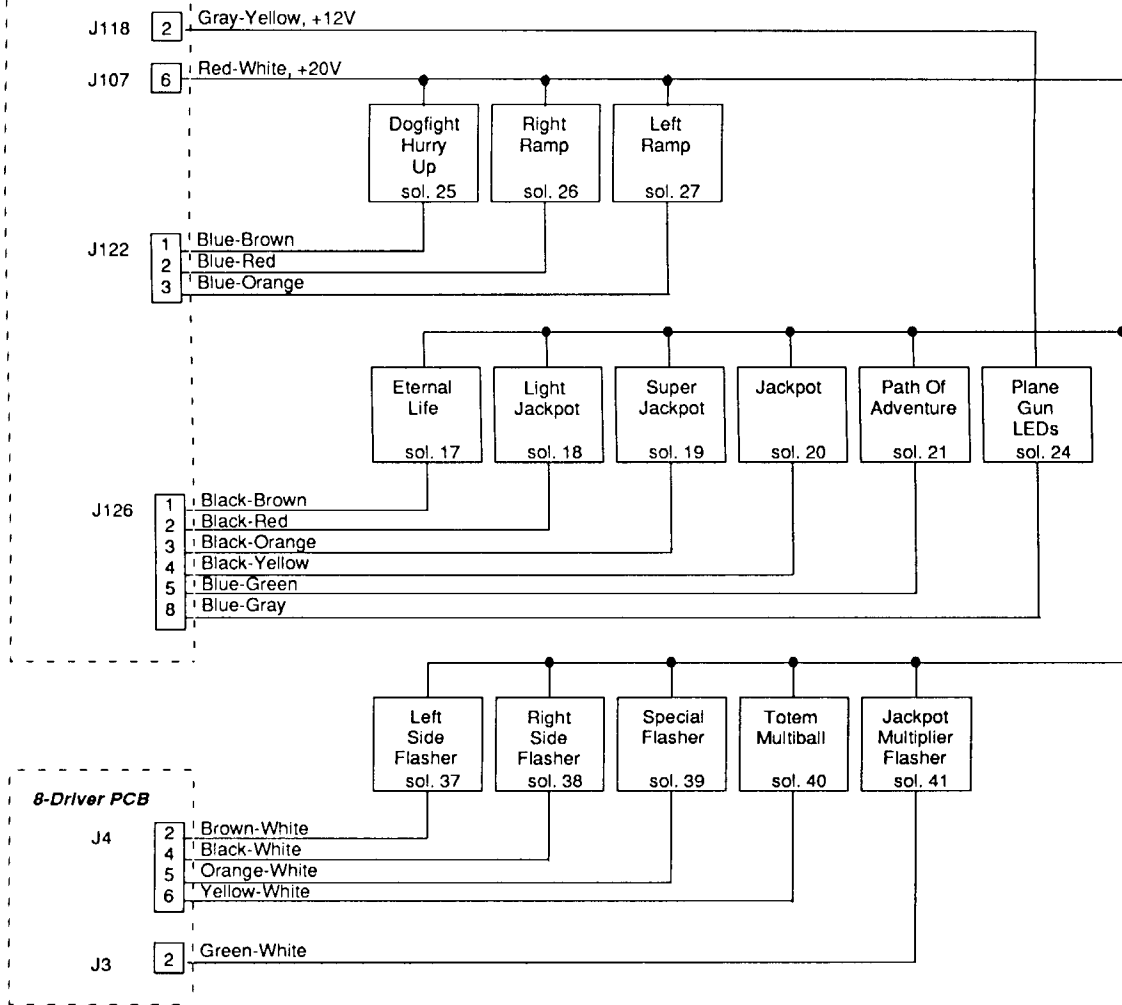 J118 2 Gray-Yellow, +12V
J107 6 Red-White, +20V
Dogfight
Hurry
Up
sol. 25
Right
Ramp
sol. 26
Left
Ramp
sol. 27
J122
1 Blue-Brown
2 Blue-Red
3 Blue-Orange
Eternal
Life
sol. 17
Light
Jackpot
sol. 18
Super
Jackpot
sol. 19
Jackpot
sol. 20
Path Of
Adventure
sol. 21
Plane
Gun
LEDs
sol. 24
J126
1 Black-Brown
2 Black-Red
3 Black-Orange
4 Black-Yellow
5 Blue-Green
8 Blue-Gray
Left
Side
Flasher
sol. 37
Right
Side
Flasher
sol. 38
Special
Flasher
sol. 39
Totem
Multiball
sol. 40
Jackpot
Multiplier
Flasher
sol. 41
8-Driver PCB
J4
2 Brown-White
4 Black-White
5 Orange-White
6 Yellow-White
J3 2 Green-White